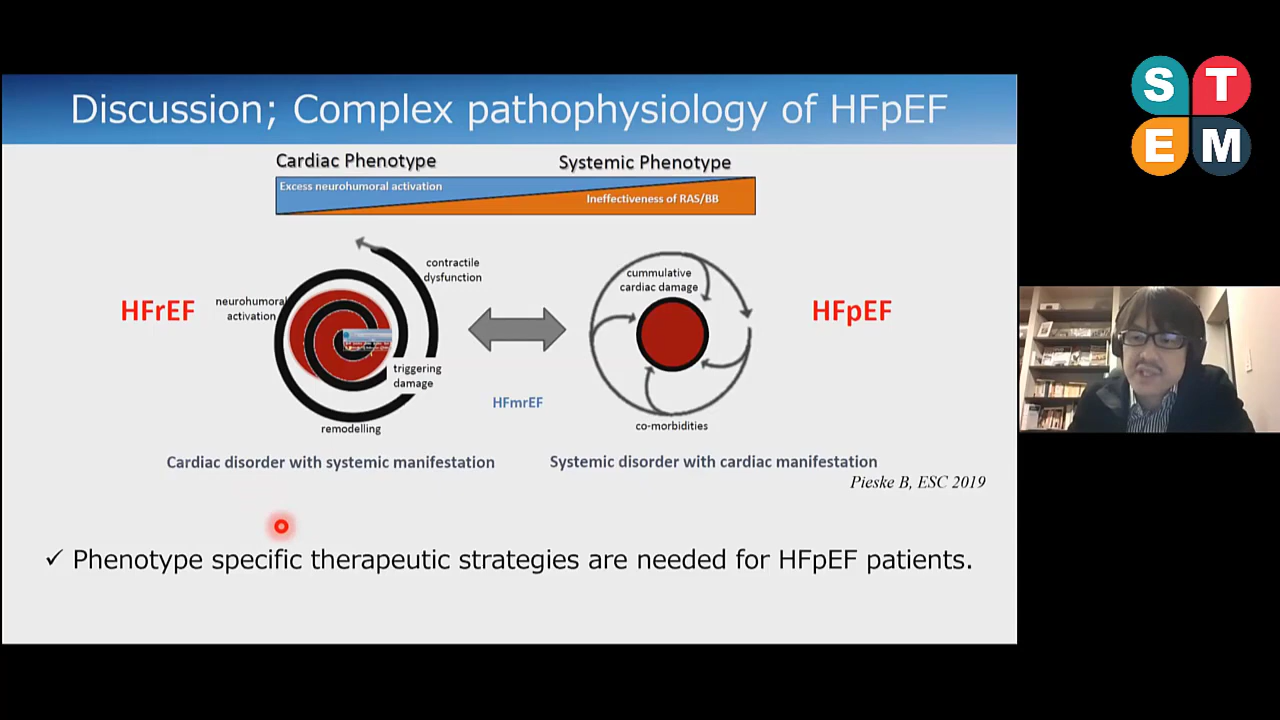 Discussion; Complex pathophysiology of HFpEF
Cardiac Phenotype
Systemic Phenotype
Excess neurohumoral activation
Ineffectiveness of RAS/BB
HFrEF
neurohumoral
activation
contractile
dysfunction
triggering
damage
remodelling
HFmrEF
cummulative
cardiac damage
co-morbidities
HFpEF
Cardiac disorder with systemic manifestation
Systemic disorder with cardiac manifestation
Pieske B, ESC 2019
✓ Phenotype specific therapeutic strategies are needed for HFpEF patients.
S T
E M